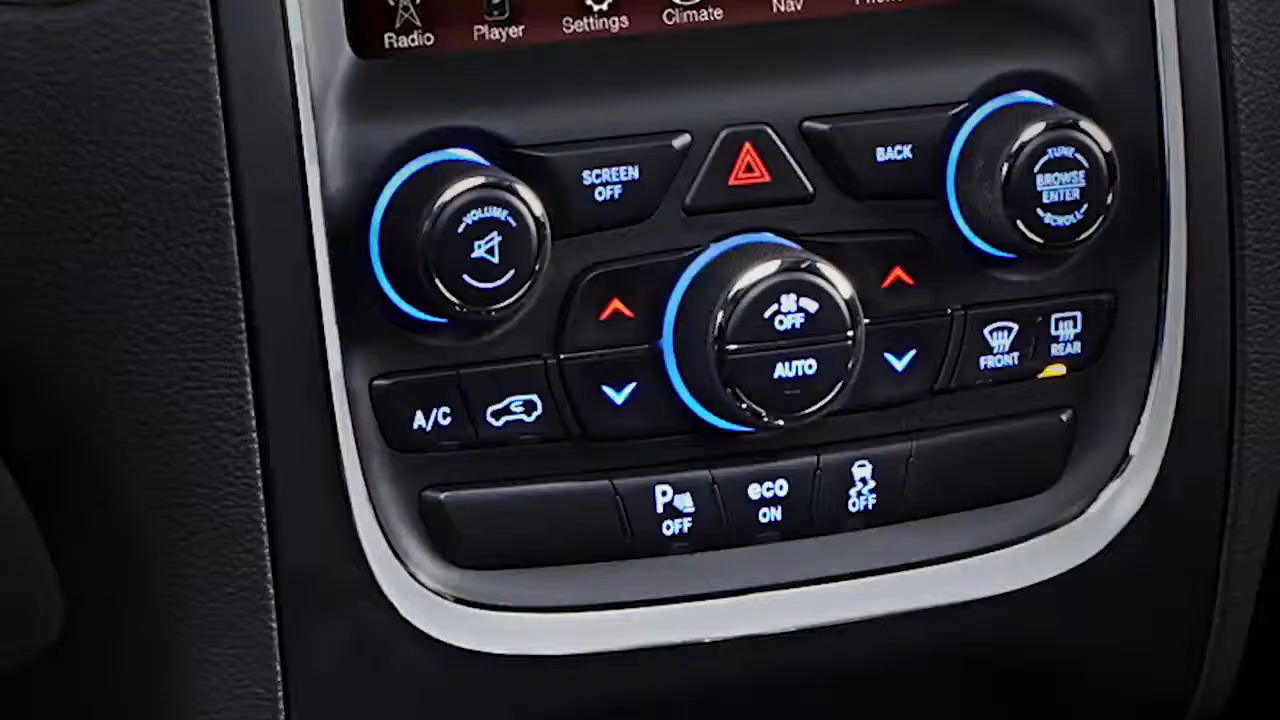 Radio
Player
Settings
Climate
Nav
SCREEN
OFF
BACK
VOLUME
TUNE
BROWSE
ENTER
SCROLL
OFF
AUTO
FRONT
REAR
A/C
P
OFF
eco
ON
OFF